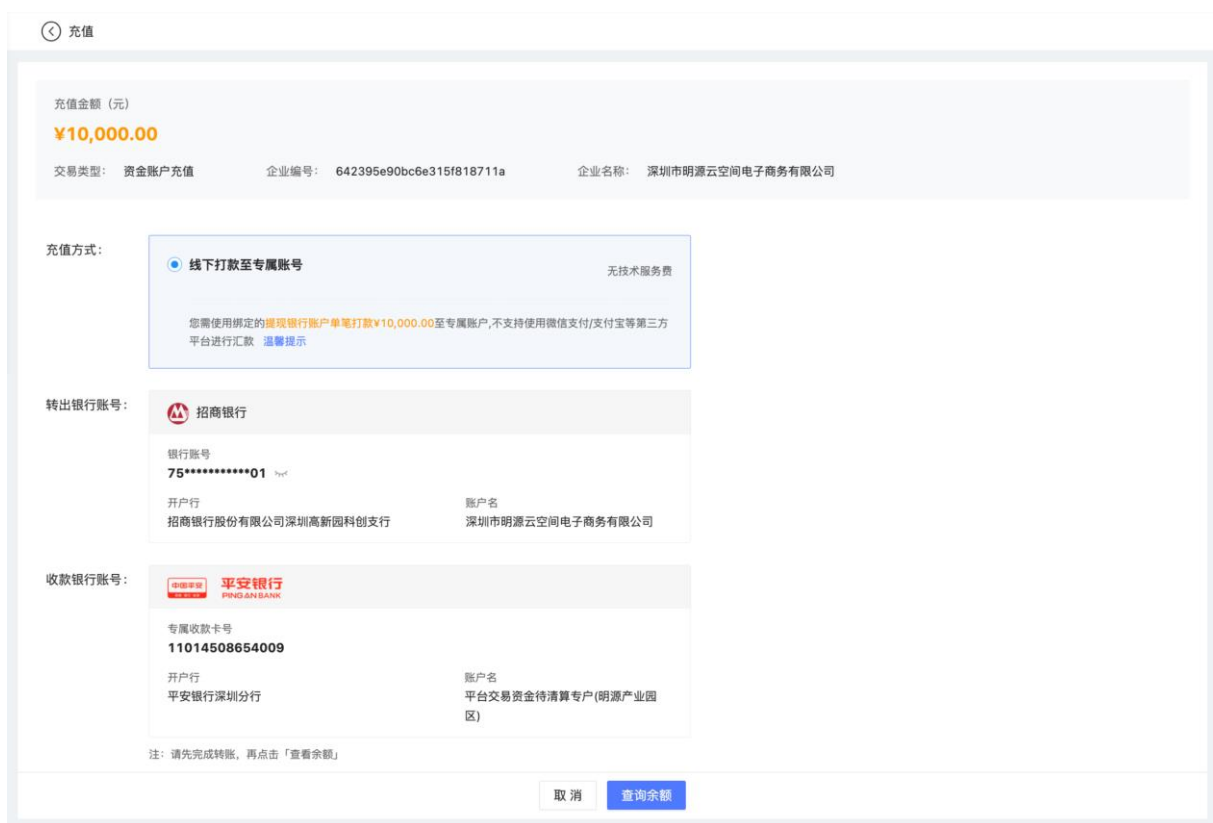 充值
充值金额（元）
¥10,000.00
交易类型： 资金账户充值 企业编号： 642395e90bc6e315f818711a 企业名称： 深圳市明源云空间电子商务有限公司
充值方式：
线下打款至专属账号 无技术服务费
您需使用绑定的提现银行账户单笔打款¥10,000.00至专属账户,不支持使用微信支付/支付宝等第三方
平台进行汇款 温馨提示
转出银行账号：
招商银行
银行账号
75***********01
开户行 账户名
招商银行股份有限公司深圳高新园科创支行 深圳市明源云空间电子商务有限公司
收款银行账号：
中国平安 平安银行
PING AN BANK
专属收款卡号
11014508654009
开户行 账户名
平安银行深圳分行 平台交易资金待清算专户(明源产业园
区)
注：请先完成转账，再点击「查看余额」
取 消 查询余额